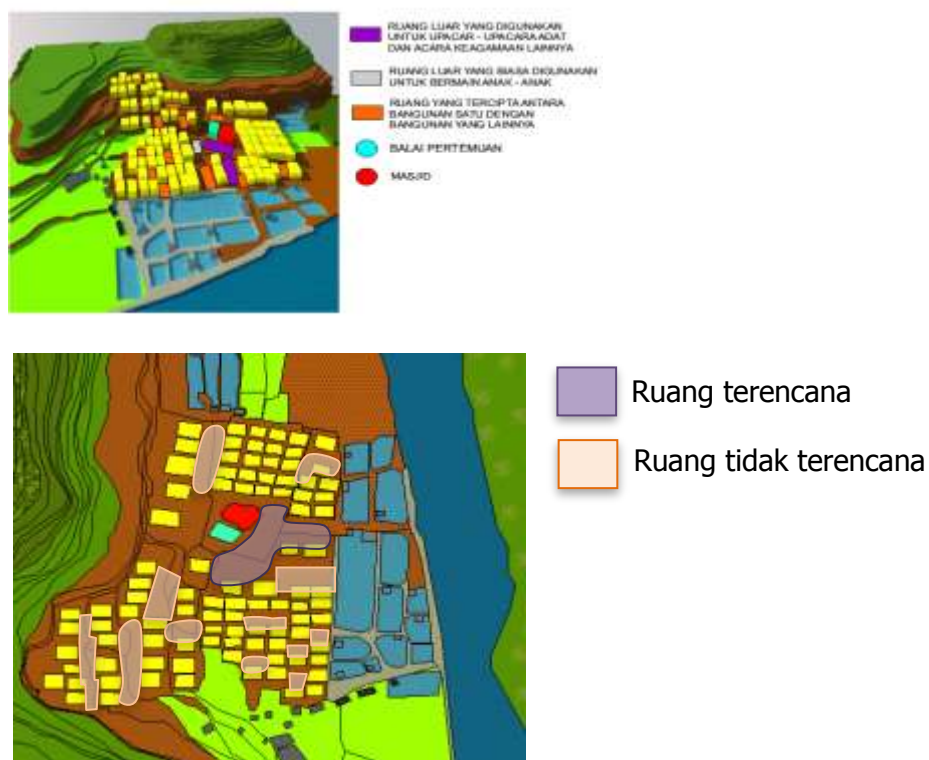 RUANG LUAR YANG DIGUNAKAN
UNTUK UPACAR - UPACARA ADAT
DAN ACARA KEAGAMAAN LAINNYA
RUANG LUAR YANG BIASA DIGUNAKAN
UNTUK BERMAIN ANAK - ANAK
RUANG YANG TERCIPTA ANTARA
BANGUNAN SATU DENGAN
BANGUNAN YANG LAINNYA
BALAI PERTEMUAN
MASJID
Ruang terencana
Ruang tidak terencana